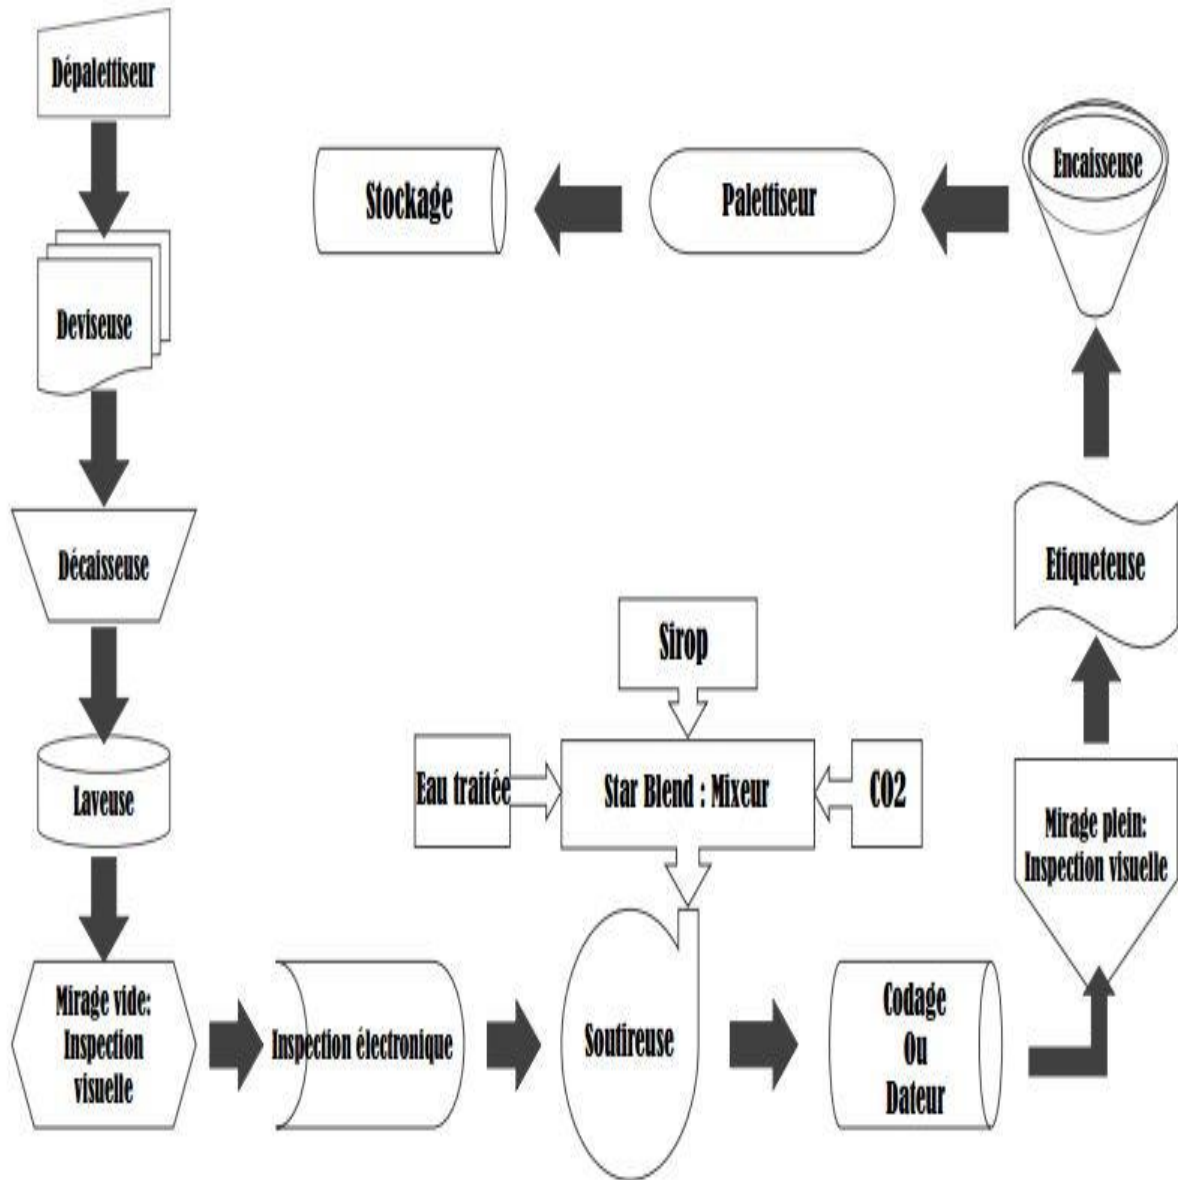 Dépalettiseur
Deviseuse
Décaisseuse
Laveuse
Mirage vide:
Inspection
visuelle
Inspection électronique
Sirop
Eau traitée
Star Blend : Mixeur
CO2
Soutireuse
Codage
Ou
Dateur
Mirage plein:
Inspection visuelle
Etiqueteuse
Encaisseuse
Palettiseur
Stockage